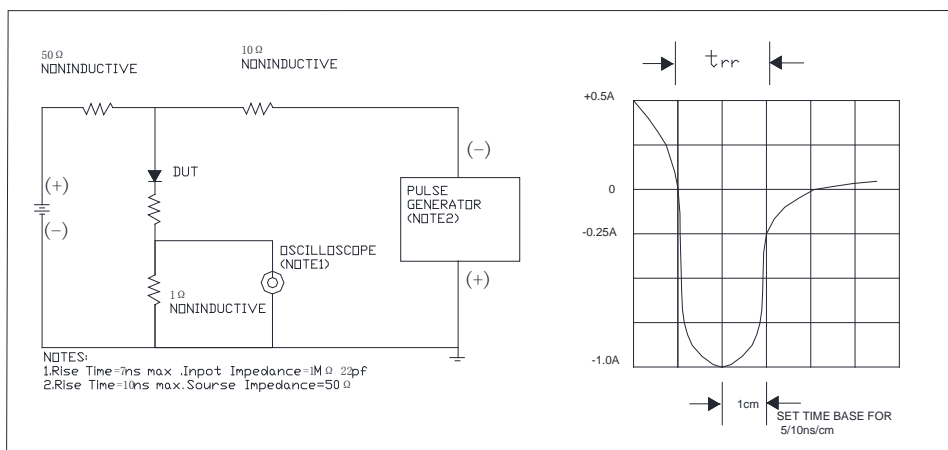 50 Ω
NONINDUCTIVE
10 Ω
NONINDUCTIVE
trr
+0.5A
0
-0.25A
-1.0A
1cm
SET TIME BASE FOR
5/10ns/cm
(+)
(-)
DUT
(-)
PULSE
GENERATOR
(NOTE2)
(+)
OSCILLOSCOPE
(NOTE1)
1 Ω
NONINDUCTIVE
NOTES:
1.Rise Time=7ns max .Inpot Impedance=1M Ω 22pf
2.Rise Time=10ns max.Sourse Impedance=50 Ω